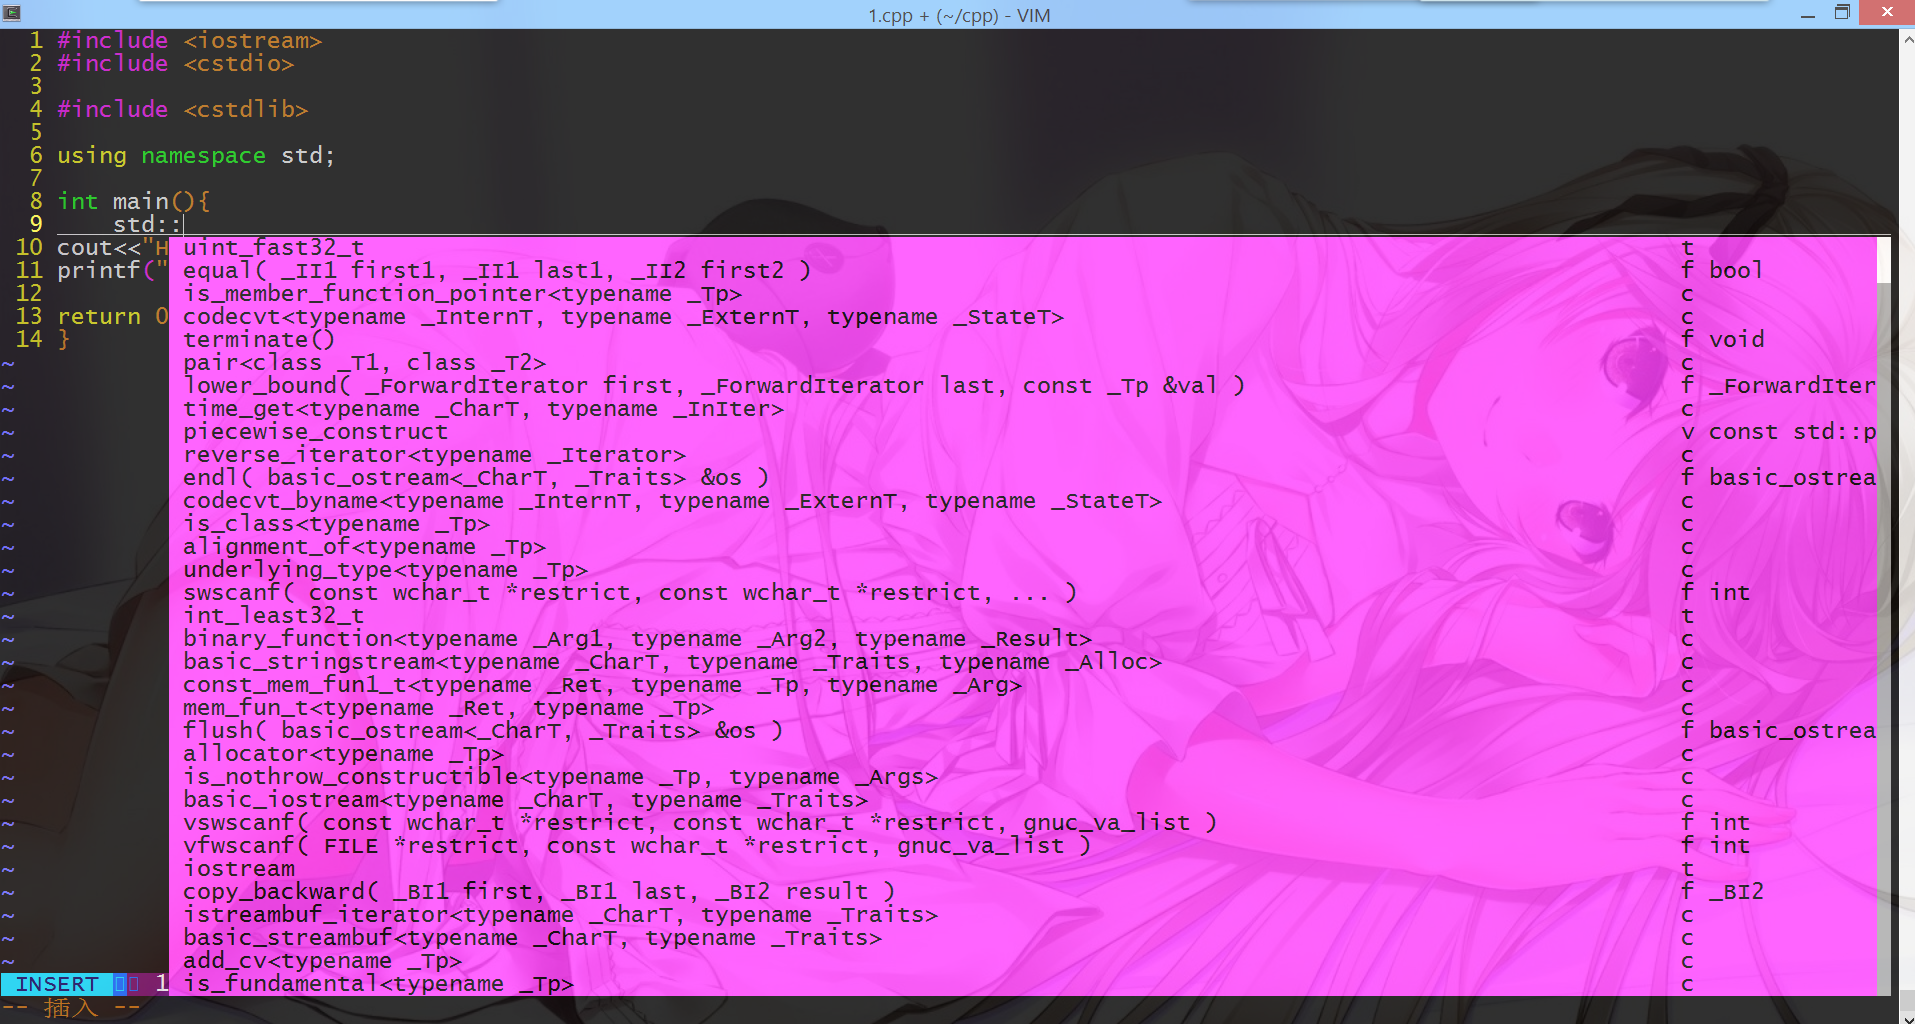 1.cpp + (~/cpp) - VIM
1 #include <iostream>
2 #include <cstdio>
3
4 #include <cstdlib>
5
6 using namespace std;
7
8 int main(){
9     std::
10 cout<<"H uint_fast32_t t
11 printf(" equal( _II1 first1, _II1 last1, _II2 first2 ) f bool
12 is_member_function_pointer<typename _Tp> c
13 return 0 codecvt<typename _InternT, typename _ExternT, typename _StateT> c
14 } terminate() f void
~ pair<class _T1, class _T2> c
~ lower_bound( _ForwardIterator first, _ForwardIterator last, const _Tp &val ) f _ForwardIter
~ time_get<typename _CharT, typename _InIter> c
~ piecewise_construct v const std::p
~ reverse_iterator<typename _Iterator> c
~ endl( basic_ostream<_CharT, _Traits> &os ) f basic_ostrea
~ codecvt_byname<typename _InternT, typename _ExternT, typename _StateT> c
~ is_class<typename _Tp> c
~ alignment_of<typename _Tp> c
~ underlying_type<typename _Tp> c
~ swscanf( const wchar_t *restrict, const wchar_t *restrict, ... ) f int
~ int_least32_t t
~ binary_function<typename _Arg1, typename _Arg2, typename _Result> c
~ basic_stringstream<typename _CharT, typename _Traits, typename _Alloc> c
~ const_mem_fun1_t<typename _Ret, typename _Tp, typename _Arg> c
~ mem_fun_t<typename _Ret, typename _Tp> c
~ flush( basic_ostream<_CharT, _Traits> &os ) f basic_ostrea
~ allocator<typename _Tp> c
~ is_nothrow_constructible<typename _Tp, typename _Args> c
~ basic_iostream<typename _CharT, typename _Traits> c
~ vswscanf( const wchar_t *restrict, const wchar_t *restrict, gnuc_va_list ) f int
~ vfwscanf( FILE *restrict, const wchar_t *restrict, gnuc_va_list ) f int
~ iostream t
~ copy_backward( _BI1 first, _BI1 last, _BI2 result ) f _BI2
~ istreambuf_iterator<typename _CharT, typename _Traits> c
~ basic_streambuf<typename _CharT, typename _Traits> c
~ add_cv<typename _Tp> c
INSERT 1 is_fundamental<typename _Tp> c
-- 插入 --